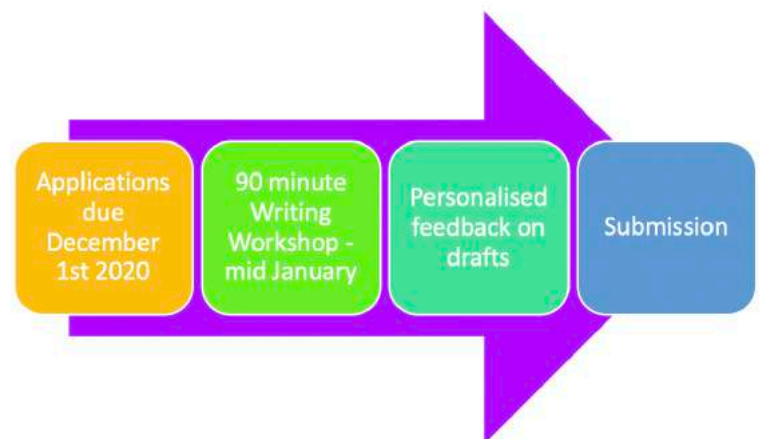 Applications
due
December
1st 2020
90 minute
Writing
Workshop -
mid January
Personalised
feedback on
drafts
Submission